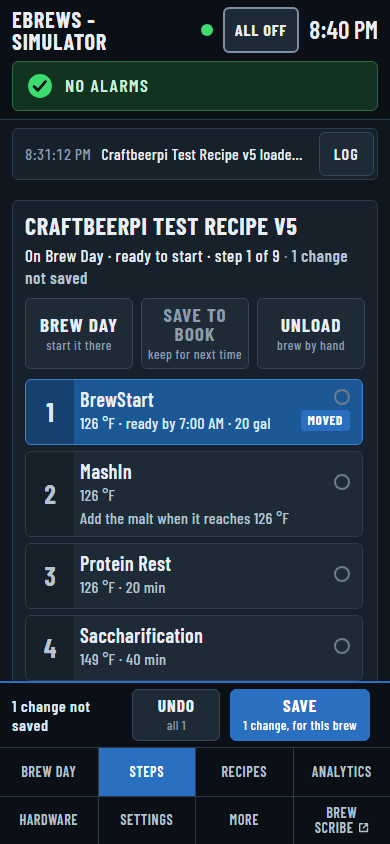 EBREWS -
SIMULATOR
ALL OFF
8:40 PM
NO ALARMS
8:31:12 PM Craftbeerpi Test Recipe v5 loade...
LOG
CRAFTBEERPI TEST RECIPE V5
On Brew Day · ready to start · step 1 of 9 · 1 change
not saved
BREW DAY
start it there
SAVE TO
BOOK
keep for next time
UNLOAD
brew by hand
1
BrewStart
126 °F · ready by 7:00 AM · 20 gal
MOVED
2
MashIn
126 °F
Add the malt when it reaches 126 °F
3
Protein Rest
126 °F · 20 min
4
Saccharification
149 °F · 40 min
1 change not
saved
UNDO
all 1
SAVE
1 change, for this brew
BREW DAY
STEPS
RECIPES
ANALYTICS
HARDWARE
SETTINGS
MORE
BREW
SCRIBE